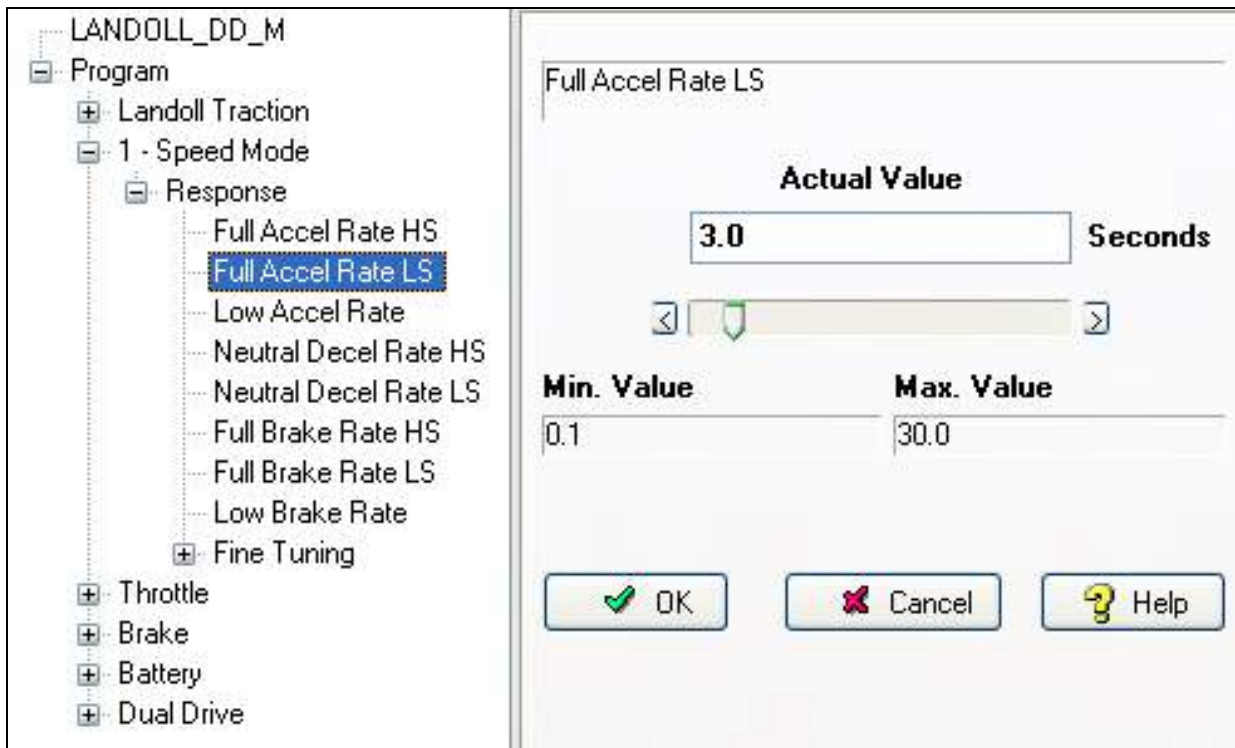 LANDOLL_DD_M
Program
Landoll Traction
1 - Speed Mode
Response
Full Accel Rate HS
Full Accel Rate LS
Low Accel Rate
Neutral Decel Rate HS
Neutral Decel Rate LS
Full Brake Rate HS
Full Brake Rate LS
Low Brake Rate
Fine Tuning
Throttle
Brake
Battery
Dual Drive
Full Accel Rate LS
Actual Value
3.0 Seconds
Min. Value Max. Value
0.1 30.0
OK Cancel Help